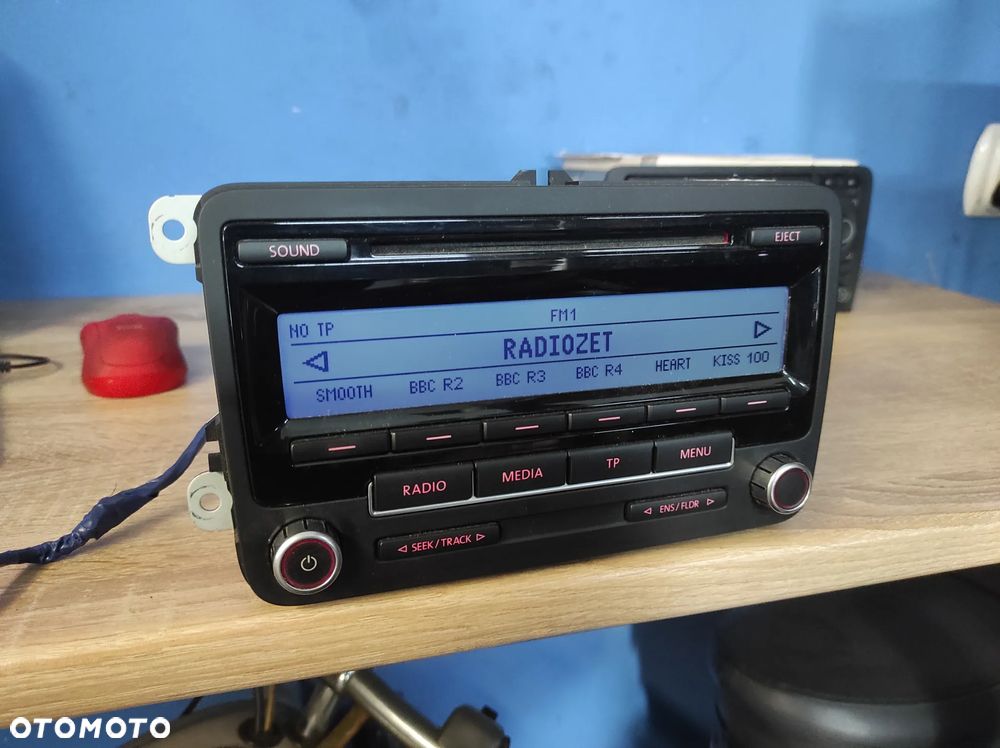 SOUND
EJECT
NO TP
FM1
RADIOZET
SMOOTH BBC R2 BBC R3 BBC R4 HEART KISS 100
RADIO MEDIA TP MENU
SEEK/TRACK
ENS/FLDR
OTOMOTO